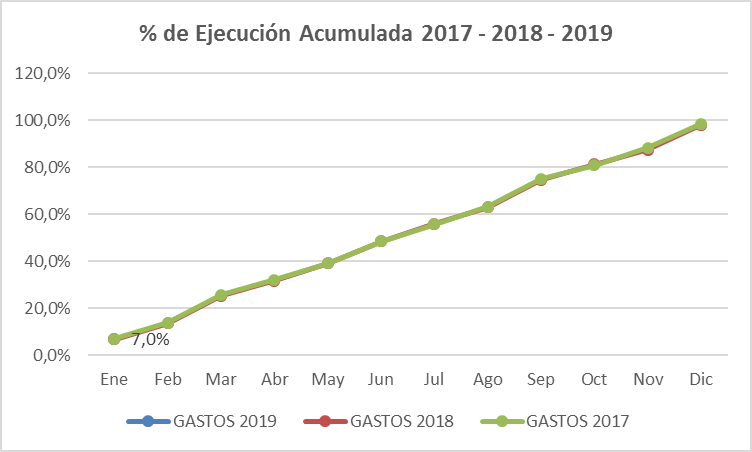 % de Ejecución Acumulada 2017 - 2018 - 2019
120,0%
100,0%
80,0%
60,0%
40,0%
20,0%
0,0%
7,0%
Ene Feb Mar Abr May Jun Jul Ago Sep Oct Nov Dic
GASTOS 2019 GASTOS 2018 GASTOS 2017